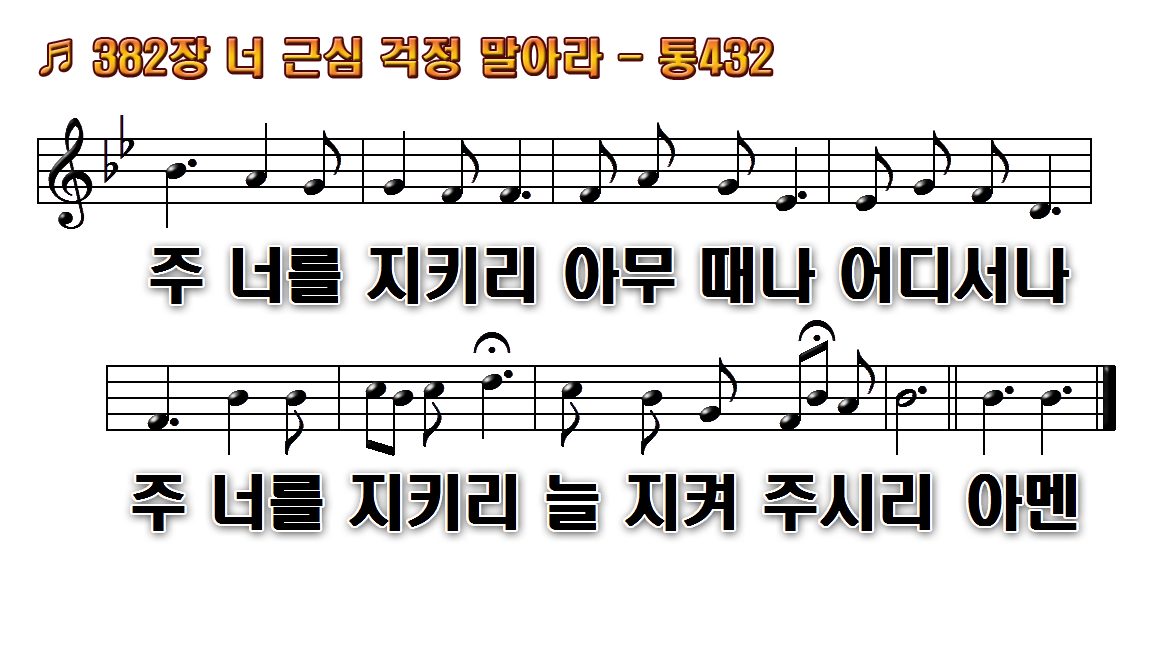 ♬ 382장 너 근심 걱정 말아라 - 통432
주 너를 지키리 아무 때나 어디서나
주 너를 지키리 늘 지켜 주시리 아멘